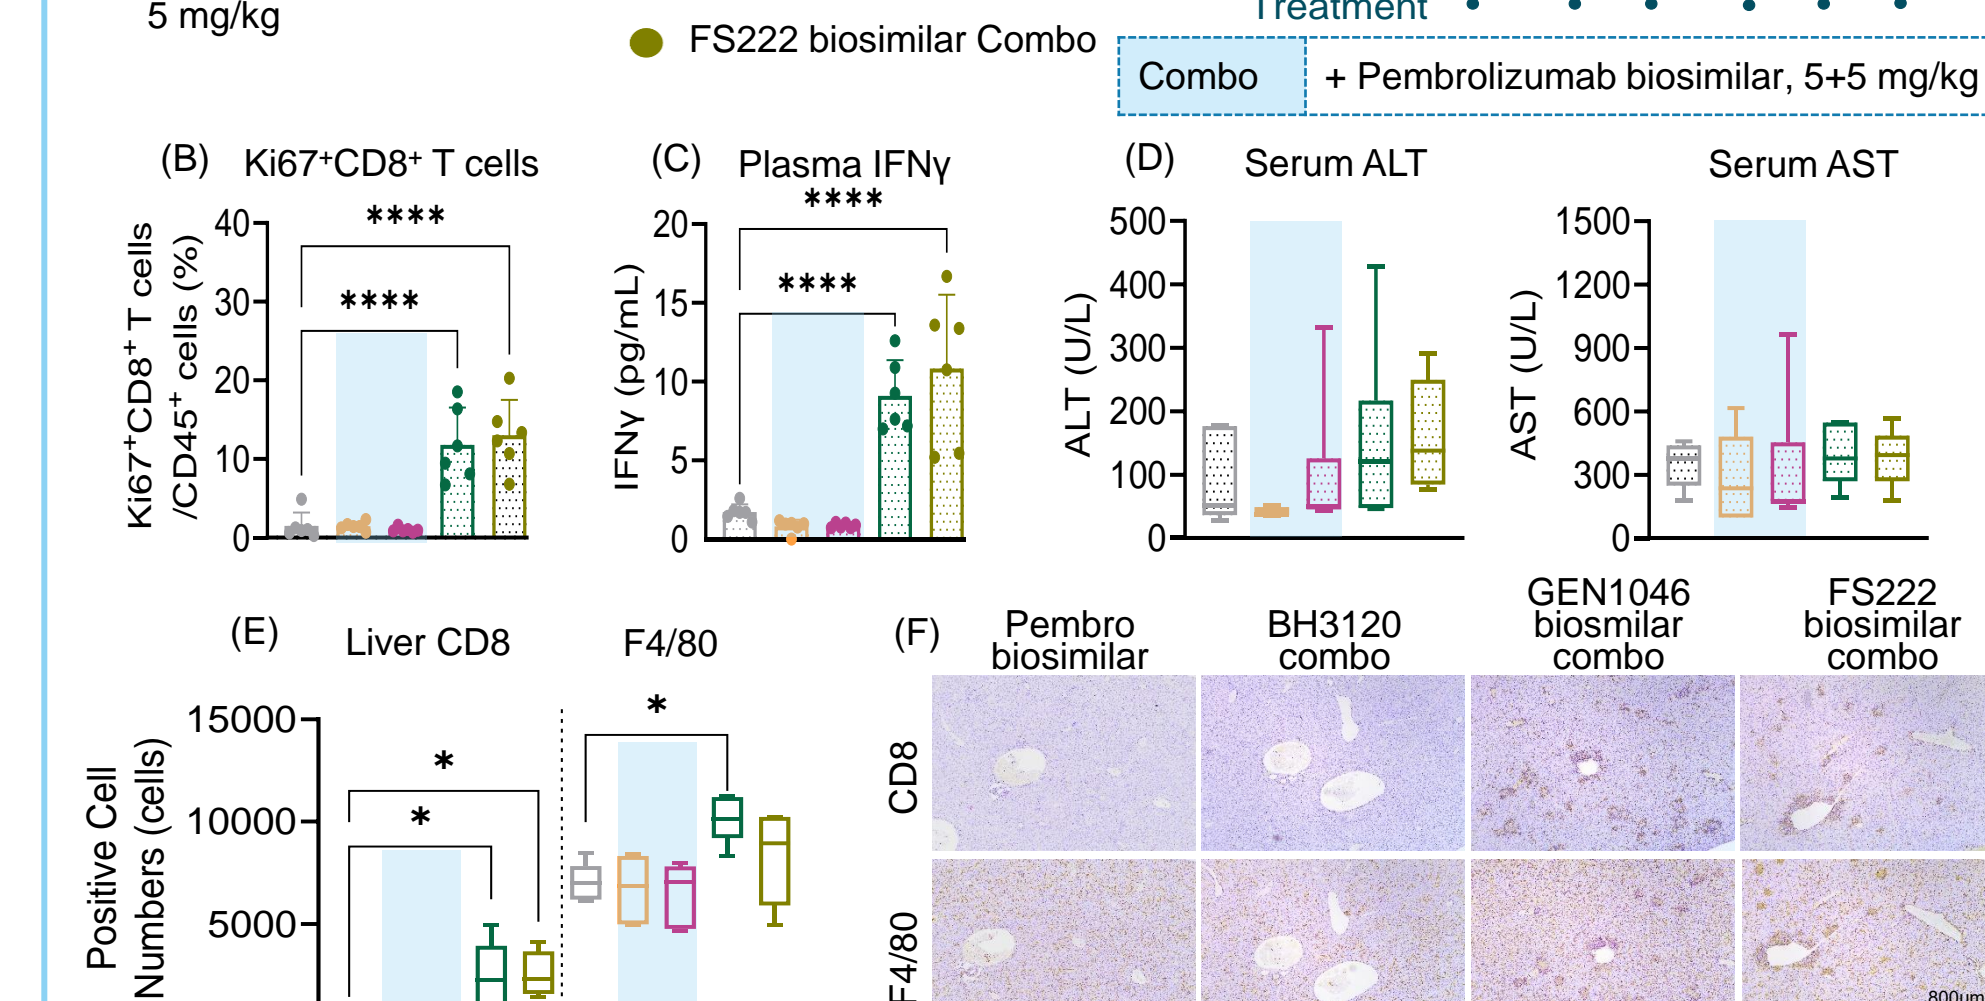 5 mg/kg
FS222 biosimilar Combo
Treatment
Combo
+ Pembrolizumab biosimilar, 5+5 mg/kg
(B) Ki67⁺CD8⁺ T cells
****
****
Ki67⁺CD8⁺ T cells
/CD45⁺ cells (%)
40
30
20
10
0
(C) Plasma IFNγ
****
****
IFNγ (pg/mL)
20
15
10
5
0
(D) Serum ALT
ALT (U/L)
500
400
300
200
100
0
Serum AST
AST (U/L)
1500
1200
900
600
300
0
(E) Liver CD8
F4/80
*
*
*
Positive Cell
Numbers (cells)
15000
10000
5000
(F)
Pembro
biosimilar
BH3120
combo
GEN1046
biosmilar
combo
FS222
biosimilar
combo
CD8
F4/80
800µm